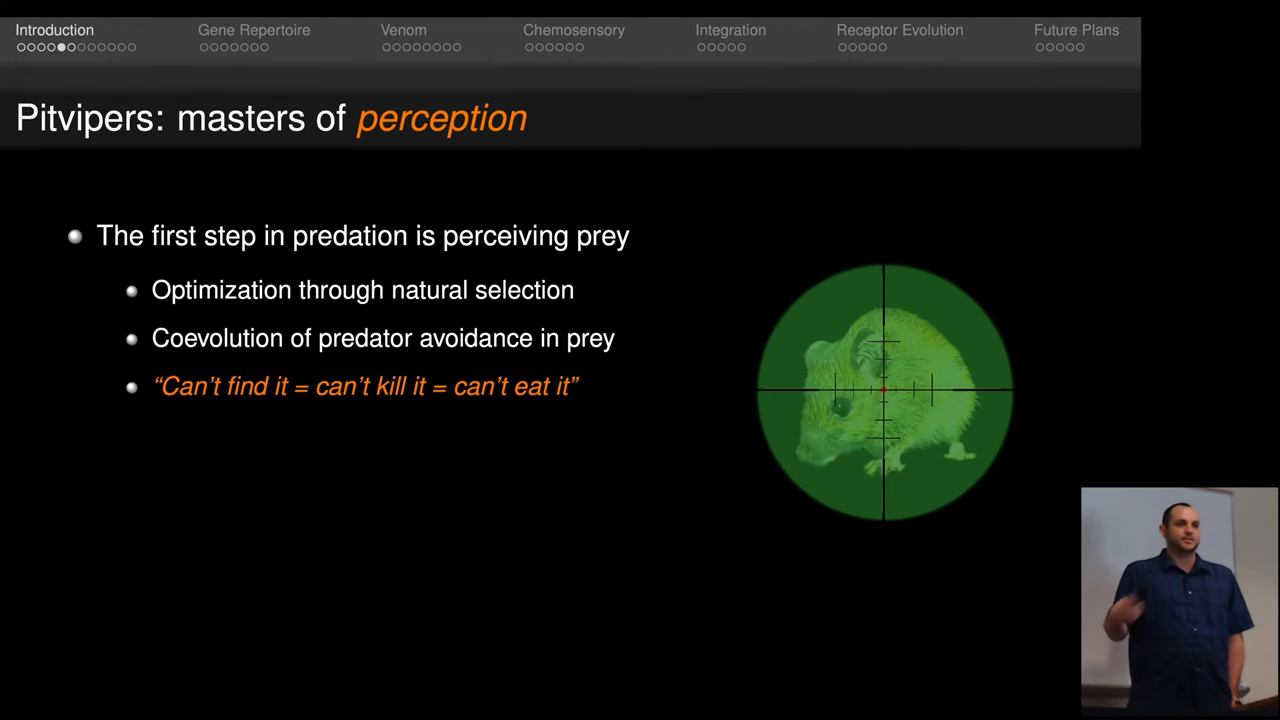 Introduction Gene Repertoire Venom Chemosensory Integration Receptor Evolution Future Plans
Pitvipers: masters of perception
The first step in predation is perceiving prey
Optimization through natural selection
Coevolution of predator avoidance in prey
“Can’t find it = can’t kill it = can’t eat it”